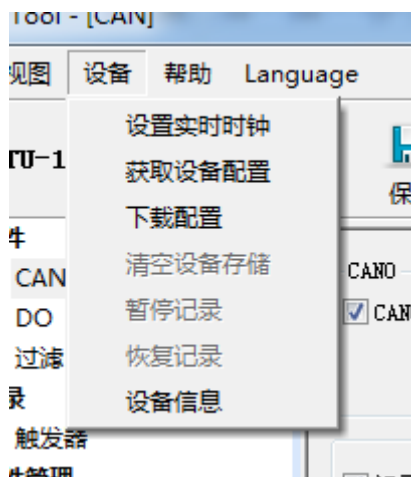 Tool - [CAN]
视图 设备 帮助 Language
设置实时时钟
TU-1
获取设备配置
保
下载配置
件
清空设备存储
CAN
CAN0
暂停记录
DO
CAN
恢复记录
过滤
录
设备信息
触发器
件管理